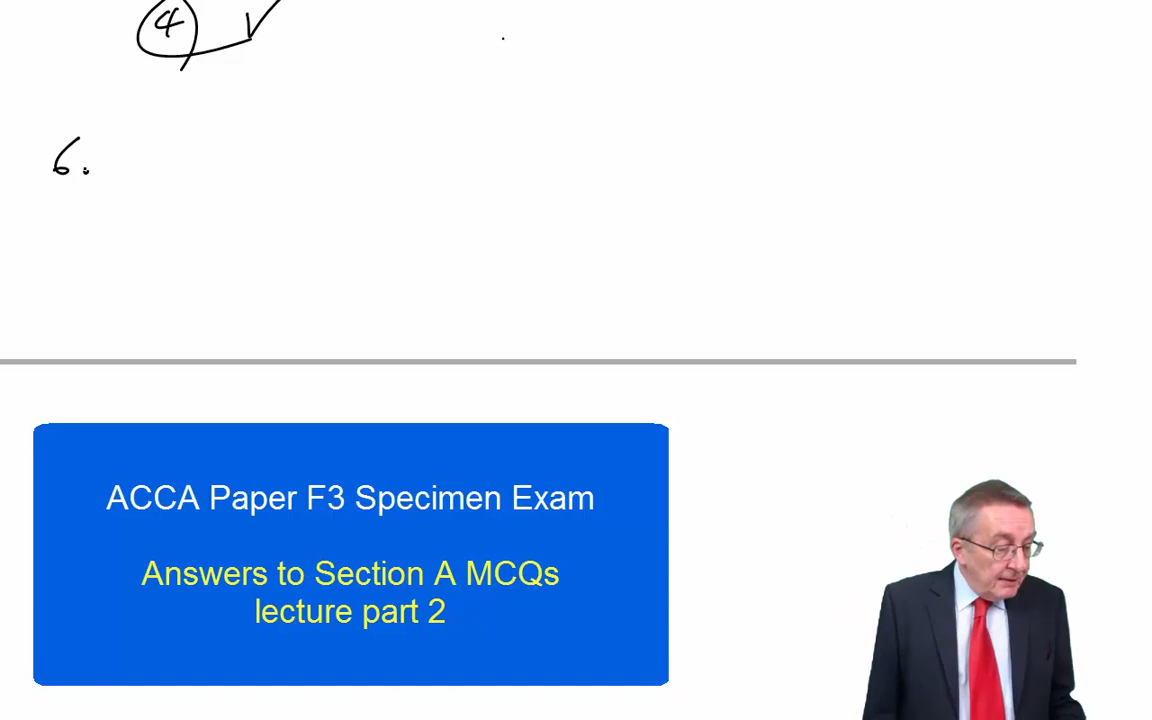 4 ✓
6.
ACCA Paper F3 Specimen Exam
Answers to Section A MCQs
lecture part 2